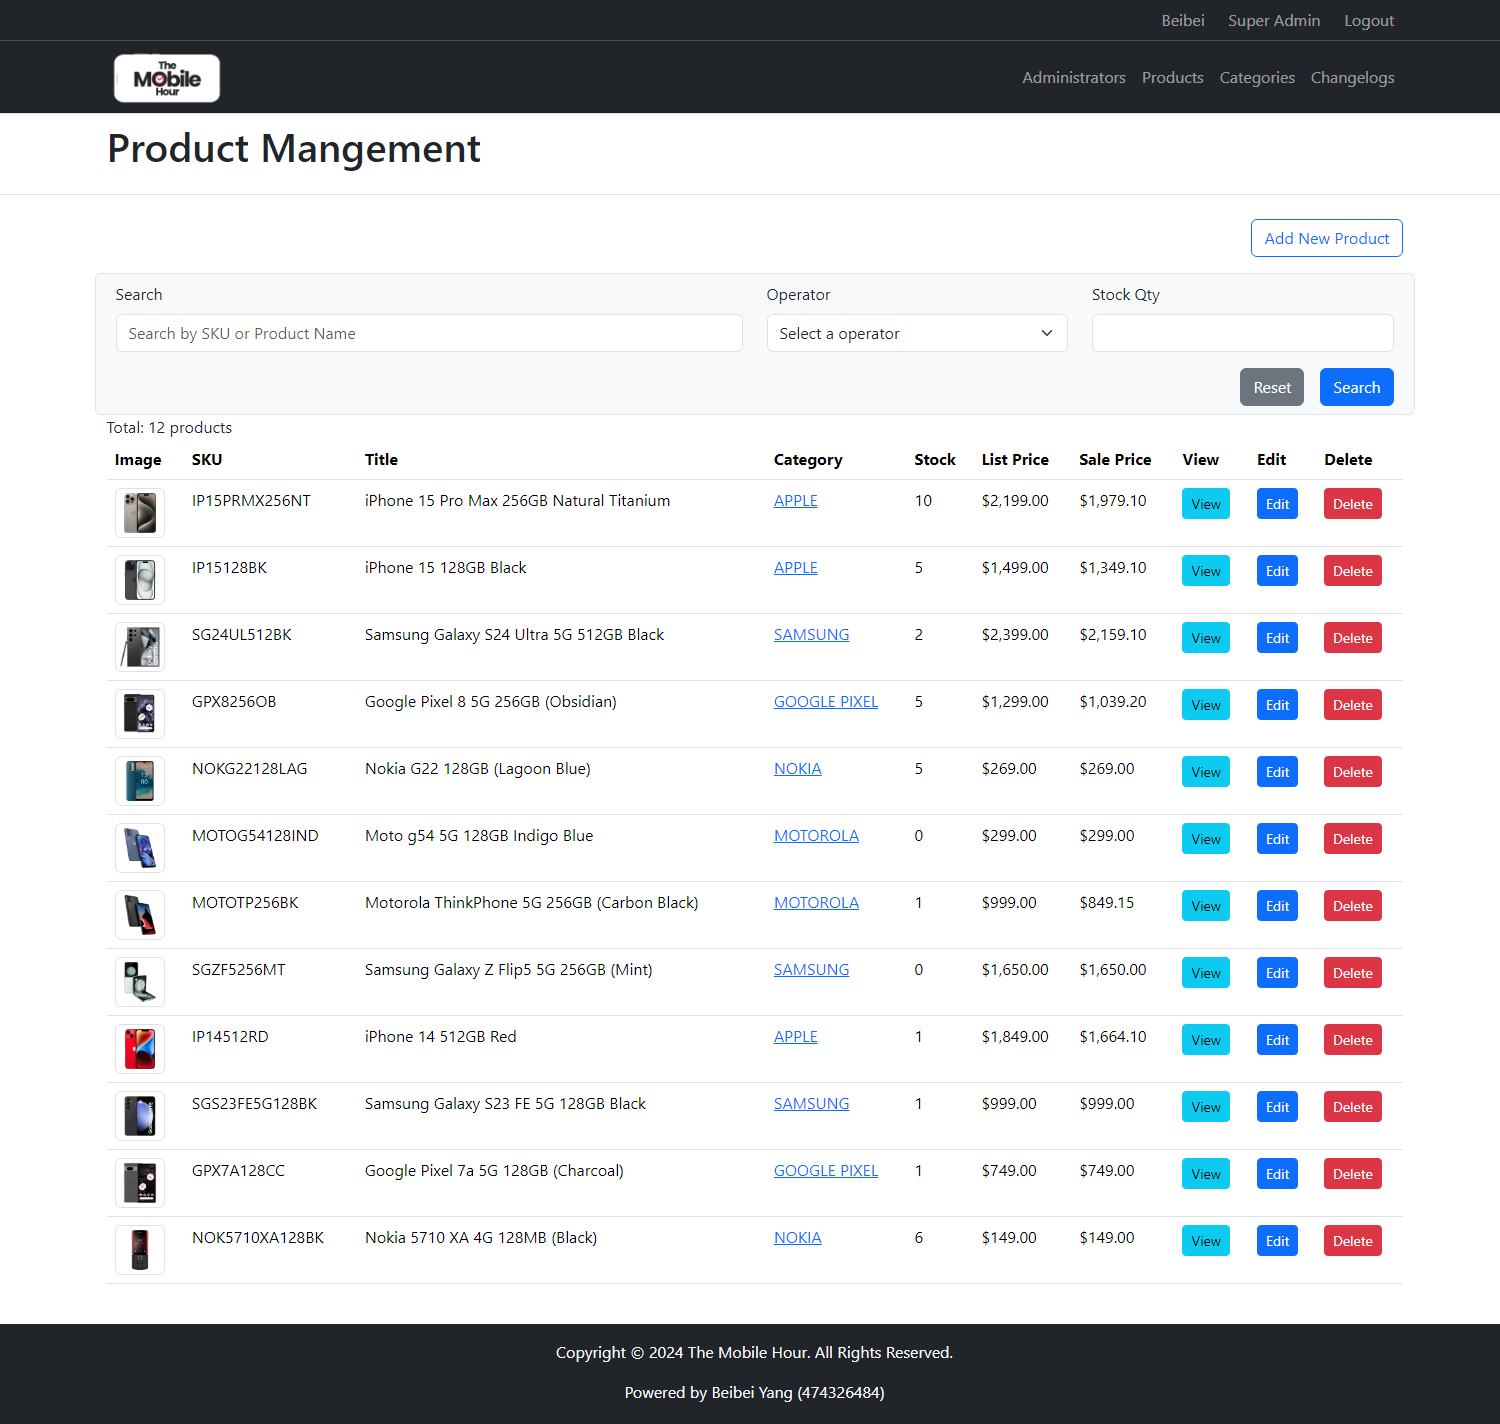 Beibei Super Admin Logout
The Mobile Hour
Administrators Products Categories Changelogs
Product Mangement
Add New Product
Search Operator Stock Qty
Search by SKU or Product Name Select a operator
Reset Search
Total: 12 products
Image SKU Title Category Stock List Price Sale Price View Edit Delete
IP15PRMX256NT iPhone 15 Pro Max 256GB Natural Titanium APPLE 10 $2,199.00 $1,979.10 View Edit Delete
IP15128BK iPhone 15 128GB Black APPLE 5 $1,499.00 $1,349.10 View Edit Delete
SG24UL512BK Samsung Galaxy S24 Ultra 5G 512GB Black SAMSUNG 2 $2,399.00 $2,159.10 View Edit Delete
GPX8256OB Google Pixel 8 5G 256GB (Obsidian) GOOGLE PIXEL 5 $1,299.00 $1,039.20 View Edit Delete
NOKG22128LAG Nokia G22 128GB (Lagoon Blue) NOKIA 5 $269.00 $269.00 View Edit Delete
MOTOG54128IND Moto g54 5G 128GB Indigo Blue MOTOROLA 0 $299.00 $299.00 View Edit Delete
MOTOTP256BK Motorola ThinkPhone 5G 256GB (Carbon Black) MOTOROLA 1 $999.00 $849.15 View Edit Delete
SGZF5256MT Samsung Galaxy Z Flip5 5G 256GB (Mint) SAMSUNG 0 $1,650.00 $1,650.00 View Edit Delete
IP14512RD iPhone 14 512GB Red APPLE 1 $1,849.00 $1,664.10 View Edit Delete
SGS23FE5G128BK Samsung Galaxy S23 FE 5G 128GB Black SAMSUNG 1 $999.00 $999.00 View Edit Delete
GPX7A128CC Google Pixel 7a 5G 128GB (Charcoal) GOOGLE PIXEL 1 $749.00 $749.00 View Edit Delete
NOK5710XA128BK Nokia 5710 XA 4G 128MB (Black) NOKIA 6 $149.00 $149.00 View Edit Delete
Copyright © 2024 The Mobile Hour. All Rights Reserved.
Powered by Beibei Yang (474326484)